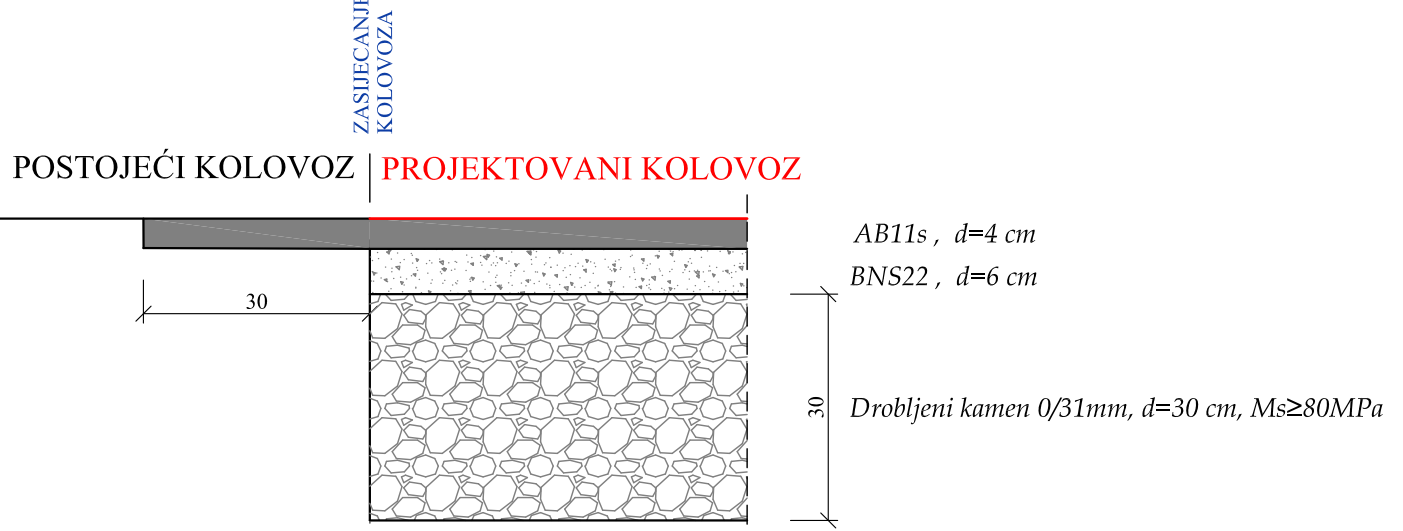 ZASIJECANJE
KOLOVOZA
POSTOJEĆI KOLOVOZ
PROJEKTOVANI KOLOVOZ
AB11s , d=4 cm
BNS22 , d=6 cm
30
30
Drobljeni kamen 0/31mm, d=30 cm, Ms≥80MPa